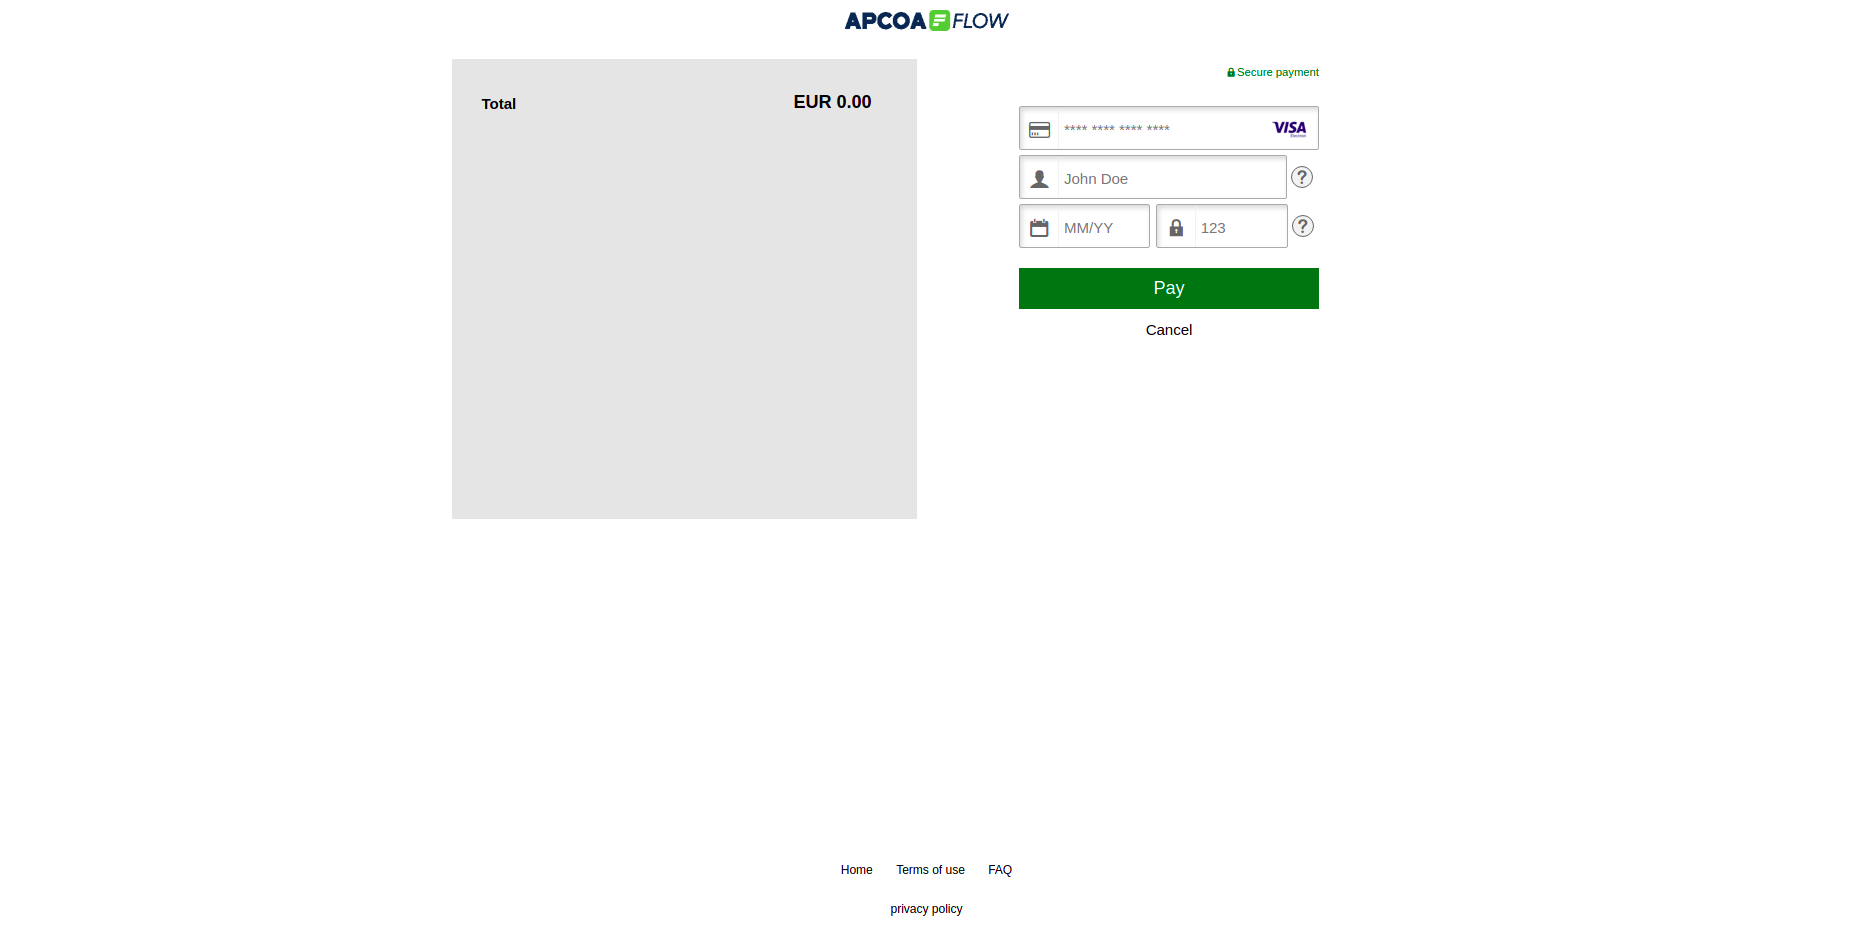 APCOA FLOW
Total EUR 0.00
Secure payment
**** **** **** ****
VISA
Electron
John Doe
?
MM/YY
123
?
Pay
Cancel
Home Terms of use FAQ
privacy policy